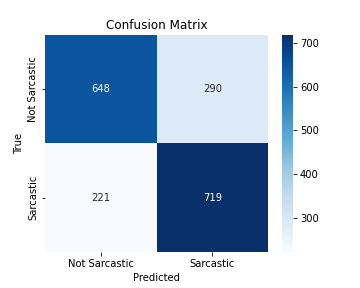 Confusion Matrix
Not Sarcastic
648
290
Sarcastic
221
719
True
Not Sarcastic
Sarcastic
Predicted
700
600
500
400
300